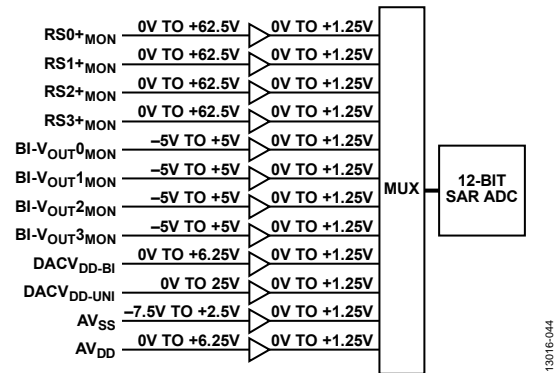 RS0+MON 0V TO +62.5V 0V TO +1.25V
RS1+MON 0V TO +62.5V 0V TO +1.25V
RS2+MON 0V TO +62.5V 0V TO +1.25V
RS3+MON 0V TO +62.5V 0V TO +1.25V
BI-VOUT0MON –5V TO +5V 0V TO +1.25V
BI-VOUT1MON –5V TO +5V 0V TO +1.25V
BI-VOUT2MON –5V TO +5V 0V TO +1.25V
BI-VOUT3MON –5V TO +5V 0V TO +1.25V
DACVDD-BI 0V TO +6.25V 0V TO +1.25V
DACVDD-UNI 0V TO 25V 0V TO +1.25V
AVSS –7.5V TO +2.5V 0V TO +1.25V
AVDD 0V TO +6.25V 0V TO +1.25V
MUX
12-BIT
SAR ADC
13016-044